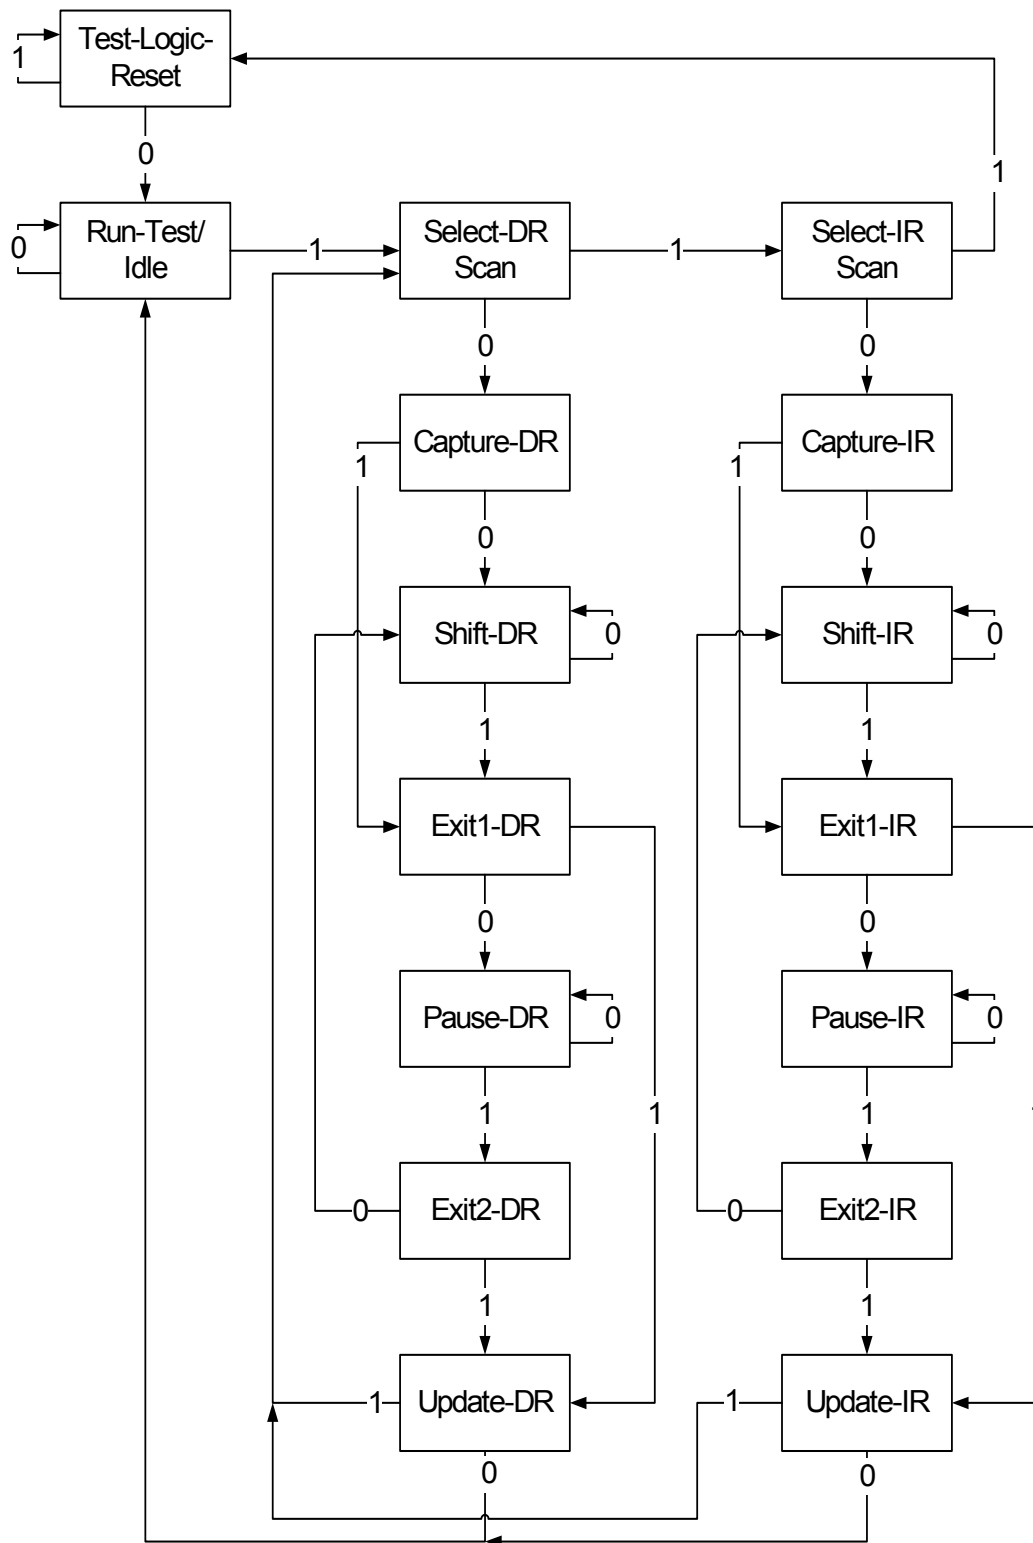 Test-Logic-
Reset
1
0
1
Run-Test/
Idle
0
1
Select-DR
Scan
1
Select-IR
Scan
0
0
Capture-DR
Capture-IR
1
1
0
0
Shift-DR
0
Shift-IR
0
1
1
Exit1-DR
Exit1-IR
0
0
Pause-DR
0
Pause-IR
0
1
1
1
0
Exit2-DR
0
Exit2-IR
1
1
1
Update-DR
1
Update-IR
0
0